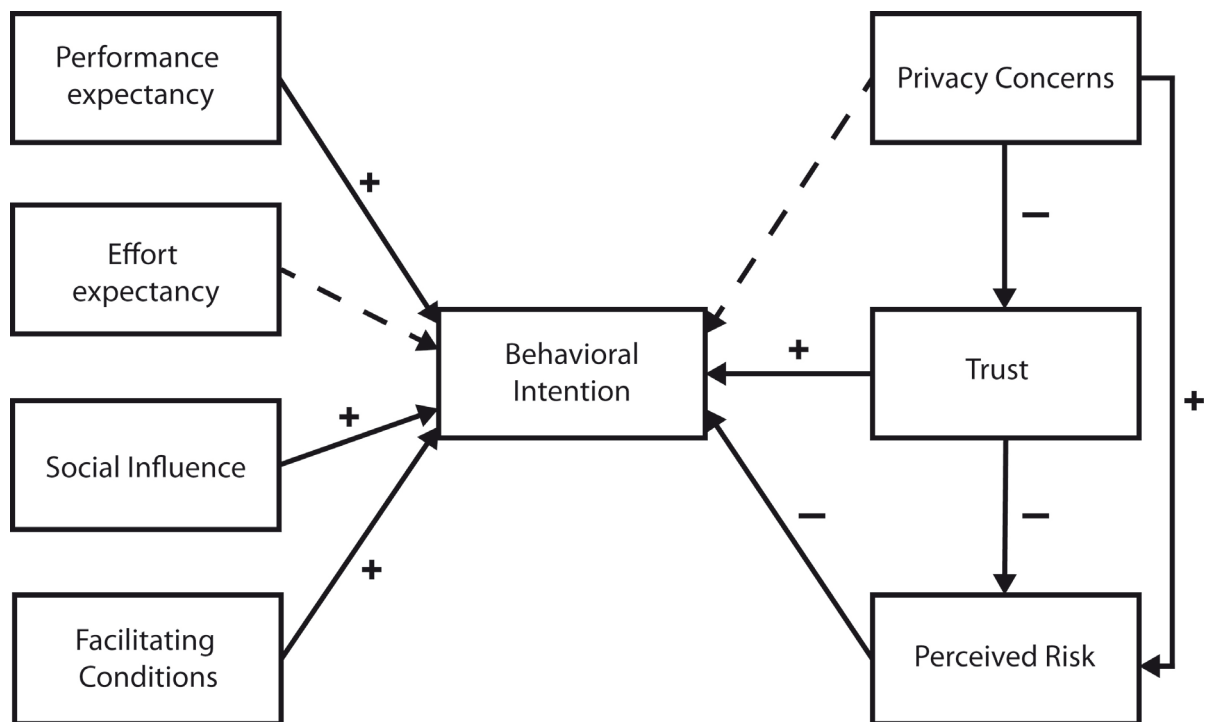 Performance
expectancy
Privacy Concerns
+
−
Effort
expectancy
Behavioral
Intention
+
Trust
+
+
Social Influence
−
−
+
Facilitating
Conditions
Perceived Risk